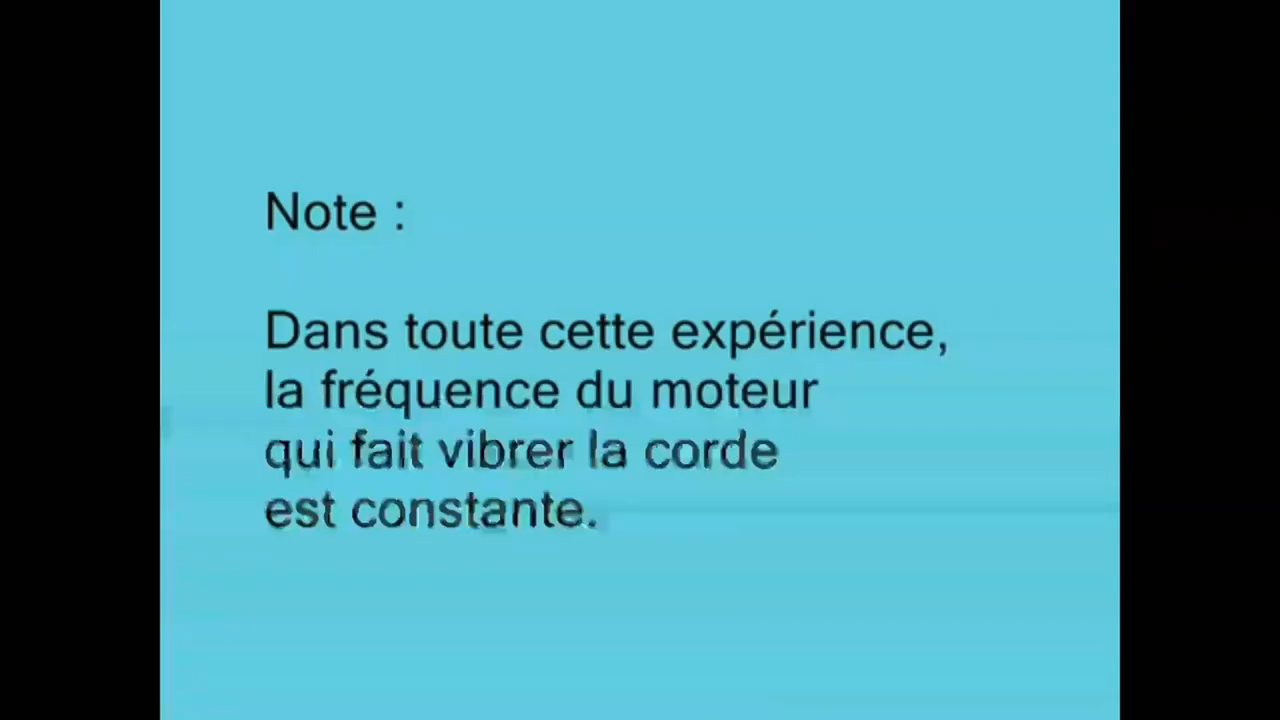 Note :
Dans toute cette expérience,
la fréquence du moteur
qui fait vibrer la corde
est constante.